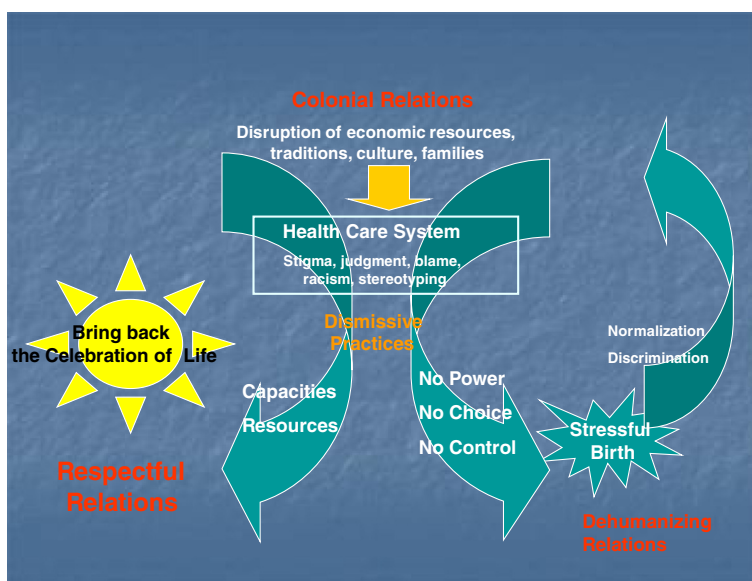 Colonial Relations
Disruption of economic resources,
traditions, culture, families
Health Care System
Stigma, judgment, blame,
racism, stereotyping
Dismissive
Practices
Bring back
the Celebration of Life
Capacities
Resources
Respectful
Relations
No Power
No Choice
No Control
Normalization
Discrimination
Stressful
Birth
Dehumanizing
Relations